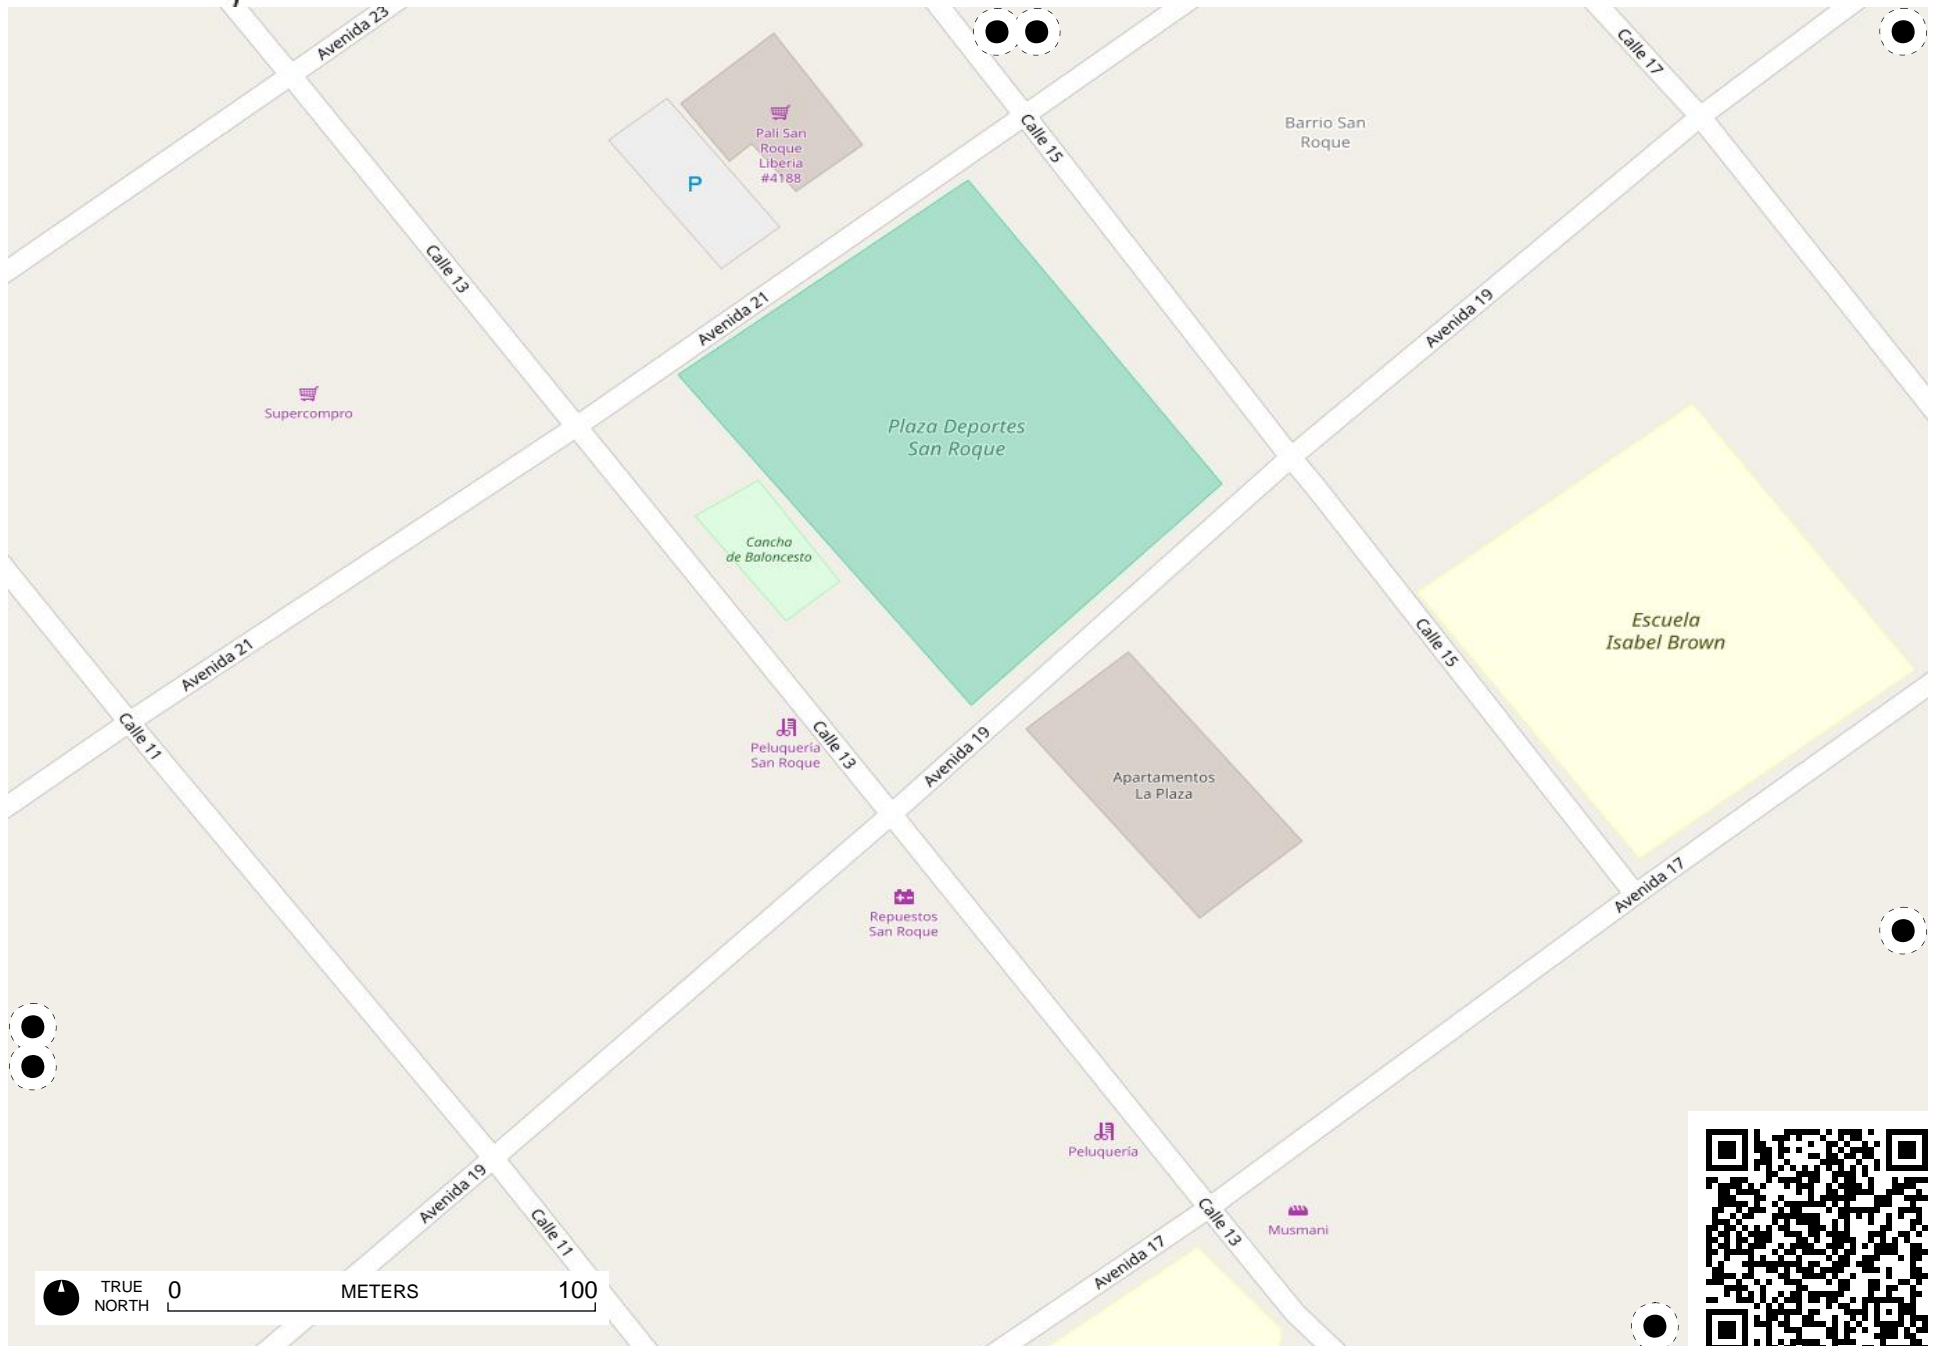 Avenida 23
Calle 17
Pali San
Roque
Liberia
#4188
P
Calle 15
Barrio San
Roque
Calle 13
Avenida 21
Avenida 19
Supercompro
Plaza Deportes
San Roque
Cancha
de Baloncesto
Escuela
Isabel Brown
Calle 15
Avenida 21
Calle 11
Peluquería
San Roque
Calle 13
Avenida 19
Apartamentos
La Plaza
Avenida 17
Repuestos
San Roque
Peluquería
Avenida 19
Calle 11
Calle 13
Musmani
Avenida 17
TRUE
NORTH
0 METERS 100